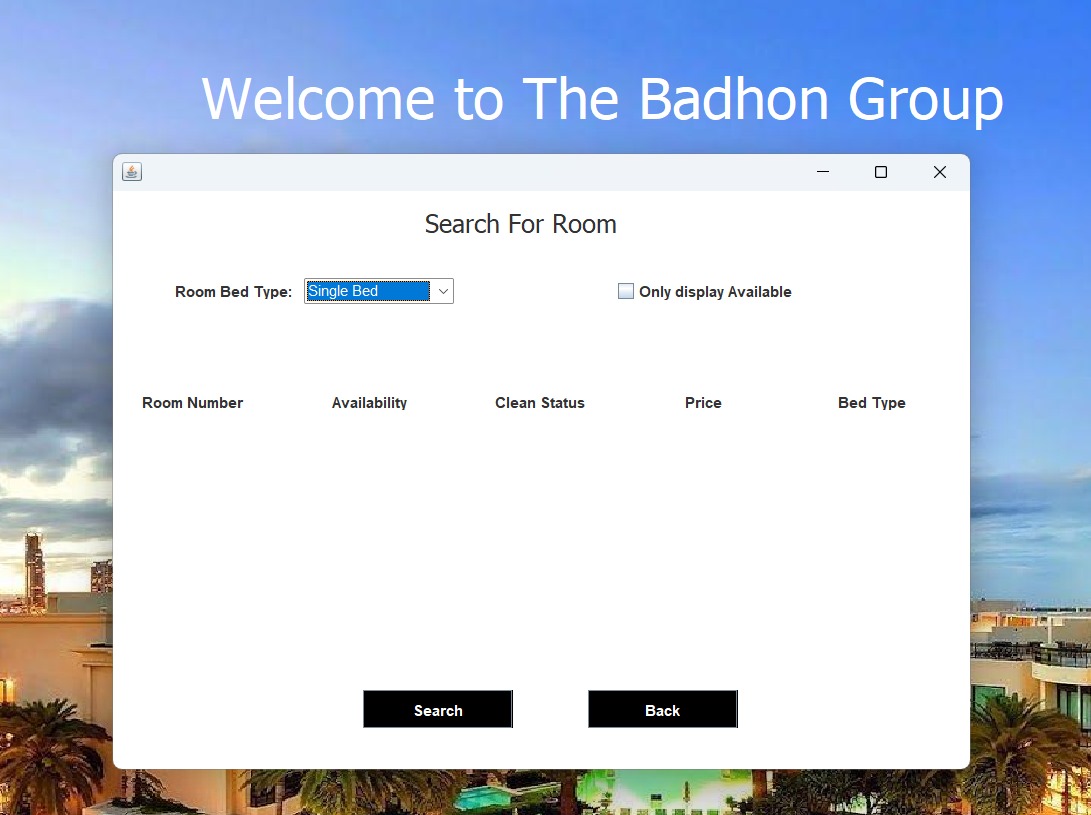 Welcome to The Badhon Group
Search For Room
Room Bed Type: Single Bed Only display Available
Room Number Availability Clean Status Price Bed Type
Search Back